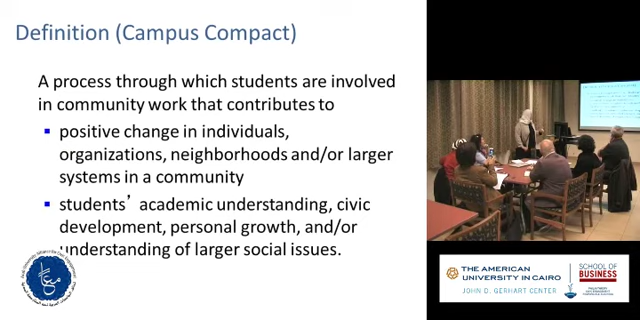 Definition (Campus Compact)
A process through which students are involved
in community work that contributes to
▪ positive change in individuals,
organizations, neighborhoods and/or larger
systems in a community
▪ students' academic understanding, civic
development, personal growth, and/or
understanding of larger social issues.
THE AMERICAN
UNIVERSITY IN CAIRO
JOHN D. GERHART CENTER
SCHOOL OF
BUSINESS